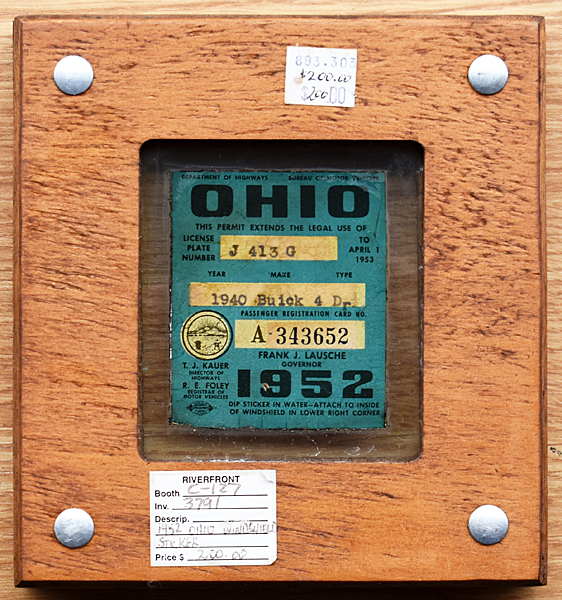 893.303
$200.00
$200.00
DEPARTMENT OF HIGHWAYS BUREAU OF MOTOR VEHICLES
OHIO
THIS PERMIT EXTENDS THE LEGAL USE OF
LICENSE PLATE NUMBER J 413 G TO APRIL 1 1953
YEAR MAKE TYPE
1940 Buick 4 Dr.
PASSENGER REGISTRATION CARD NO.
A-343652
FRANK J. LAUSCHE
GOVERNOR
T. J. KAUER
DIRECTOR OF
HIGHWAYS
R. E. FOLEY
REGISTRAR OF
MOTOR VEHICLES
1952
DIP STICKER IN WATER—ATTACH TO INSIDE
OF WINDSHIELD IN LOWER RIGHT CORNER
RIVERFRONT
Booth C-127
Inv. 3791
Descrip.
1952 OHIO WINDSHIELD
STICKER
Price $ 200.00